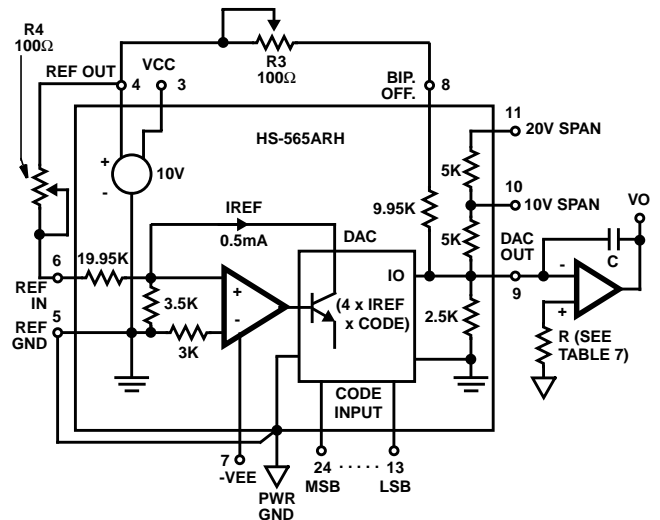 R4
100Ω
R3
100Ω
REF OUT
4
VCC
3
BIP.
OFF.
8
HS-565ARH
11
20V SPAN
+
-
10V
5K
10
10V SPAN
9.95K
5K
VO
IREF
0.5mA
DAC
DAC
OUT
C
6
REF
IN
19.95K
IO
9
+
-
(4 x IREF
x CODE)
-
+
3.5K
2.5K
5
REF
GND
3K
R (SEE
TABLE 7)
CODE
INPUT
7
-VEE
PWR
GND
24 . . . . . 13
MSB
LSB